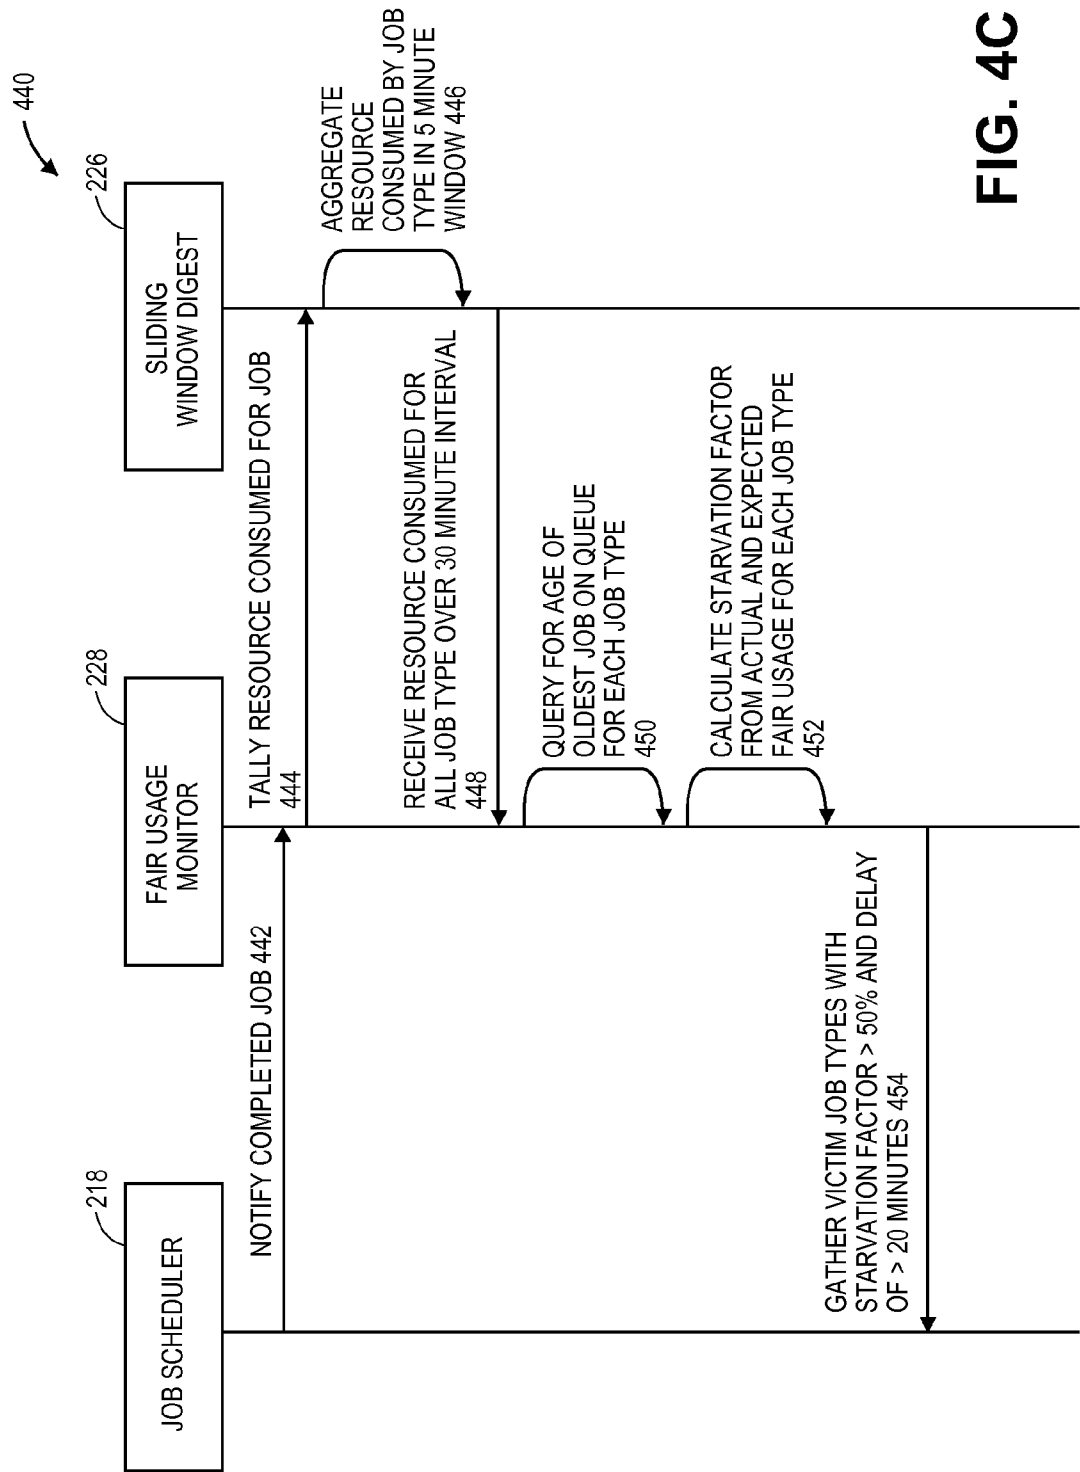 440
218
228
226
JOB SCHEDULER
FAIR USAGE
MONITOR
SLIDING
WINDOW DIGEST
NOTIFY COMPLETED JOB 442
TALLY RESOURCE CONSUMED FOR JOB
444
AGGREGATE
RESOURCE
CONSUMED BY JOB
TYPE IN 5 MINUTE
WINDOW 446
RECEIVE RESOURCE CONSUMED FOR
ALL JOB TYPE OVER 30 MINUTE INTERVAL
448
QUERY FOR AGE OF
OLDEST JOB ON QUEUE
FOR EACH JOB TYPE
450
CALCULATE STARVATION FACTOR
FROM ACTUAL AND EXPECTED
FAIR USAGE FOR EACH JOB TYPE
452
GATHER VICTIM JOB TYPES WITH
STARVATION FACTOR > 50% AND DELAY
OF > 20 MINUTES 454
FIG. 4C